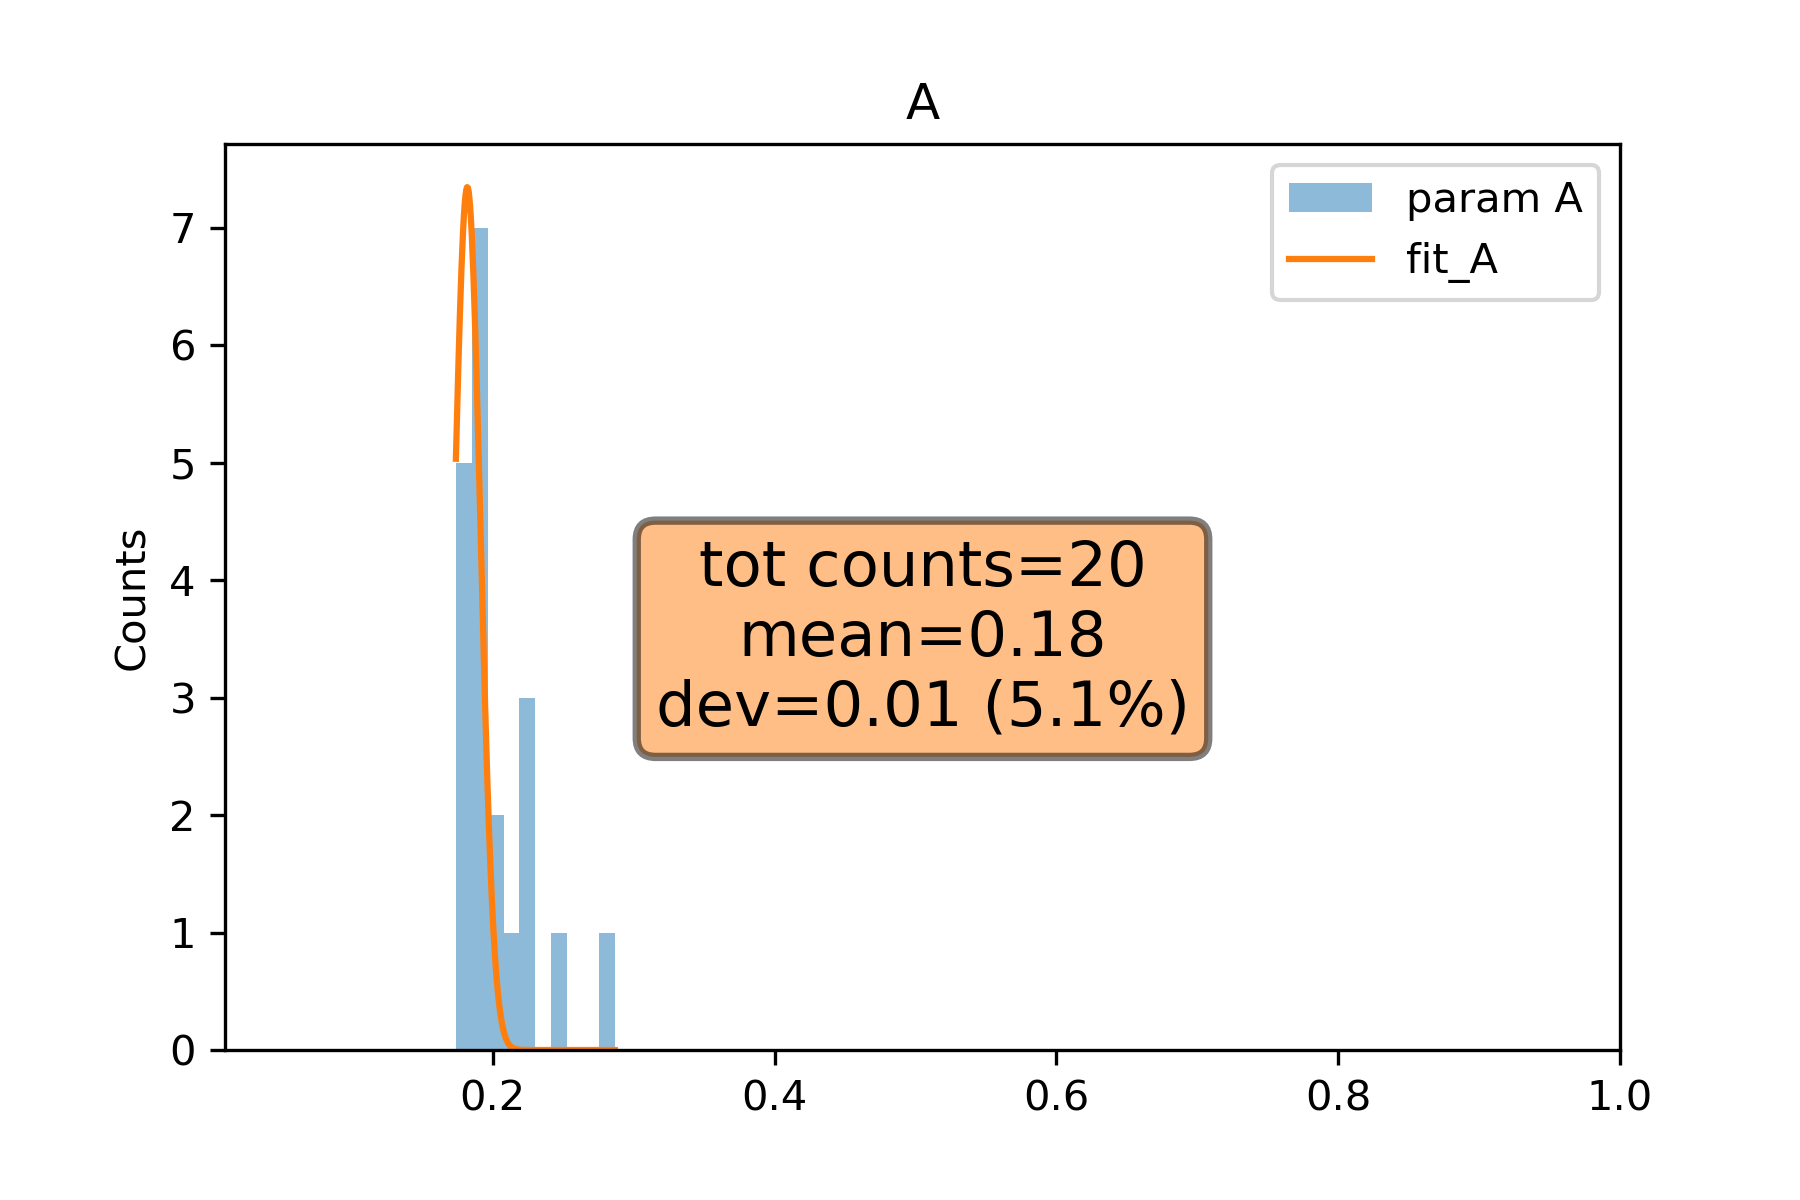 A
param A
fit_A
Counts
7
6
5
4
3
2
1
0
tot counts=20
mean=0.18
dev=0.01 (5.1%)
0.2 0.4 0.6 0.8 1.0